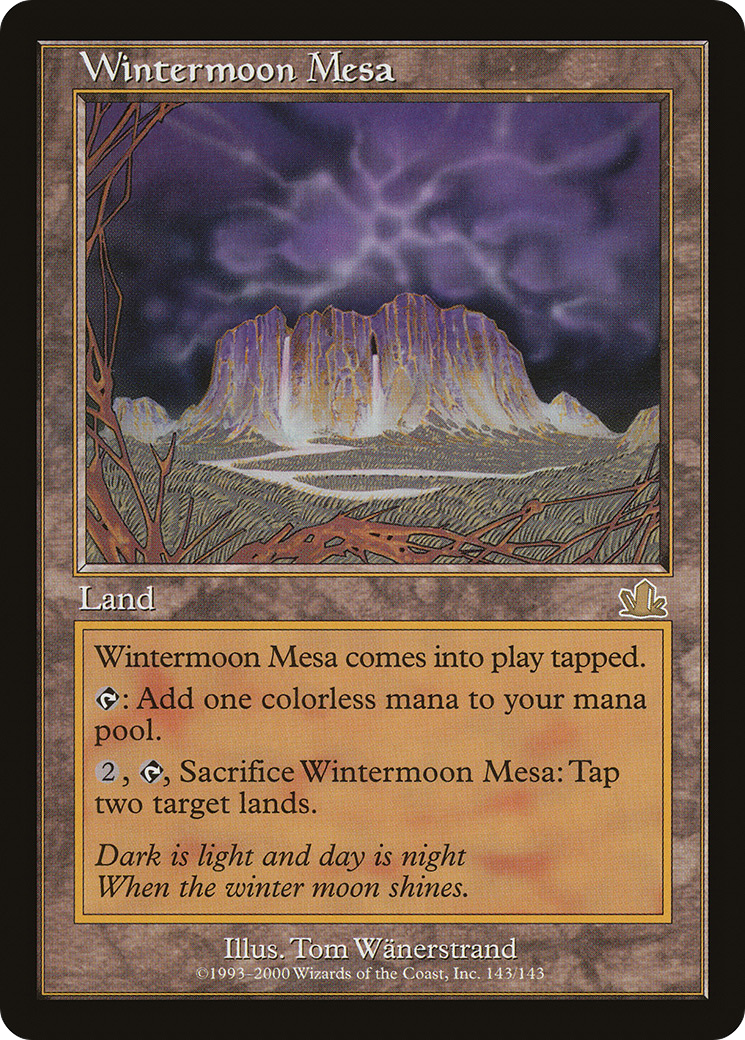 Wintermoon Mesa
Land
Wintermoon Mesa comes into play tapped.
: Add one colorless mana to your mana
pool.
2, , Sacrifice Wintermoon Mesa: Tap
two target lands.
Dark is light and day is night
When the winter moon shines.
Illus. Tom Wänerstrand
©1993–2000 Wizards of the Coast, Inc. 143/143